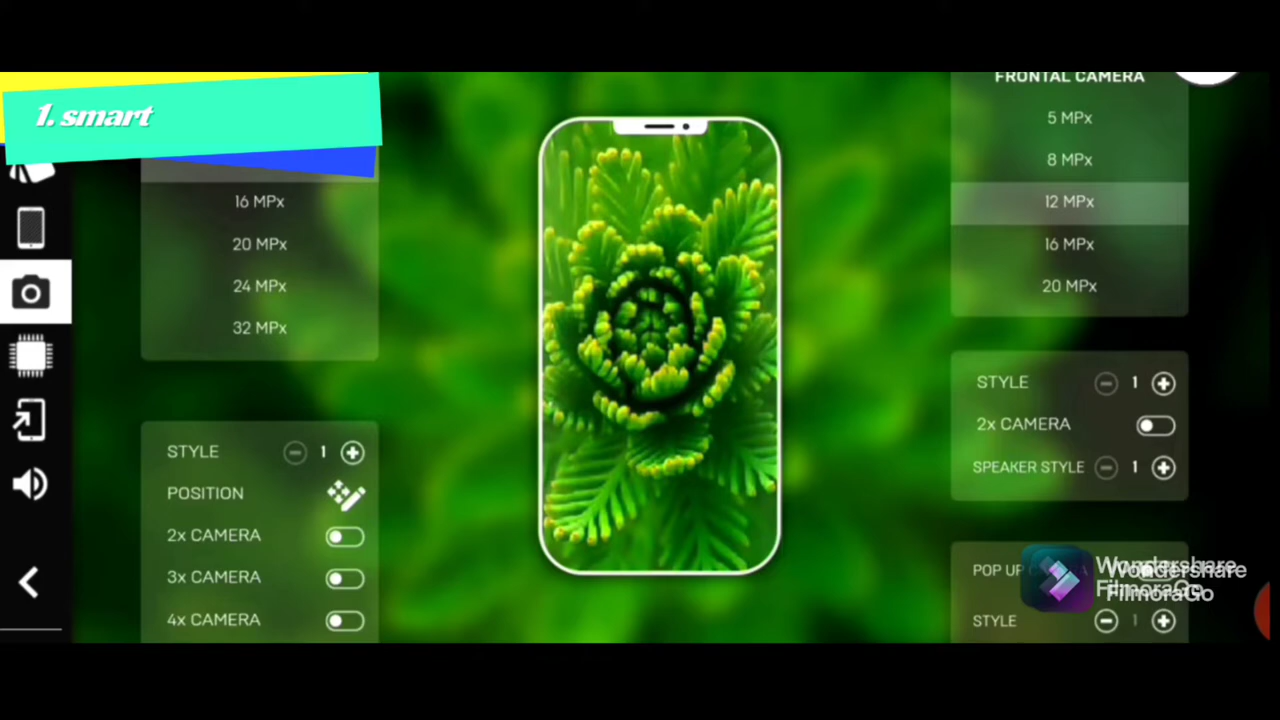 1. smart
16 MPx
20 MPx
24 MPx
32 MPx
STYLE 1
POSITION
2x CAMERA
3x CAMERA
4x CAMERA
FRONTAL CAMERA
5 MPx
8 MPx
12 MPx
16 MPx
20 MPx
STYLE 1
2x CAMERA
SPEAKER STYLE 1
POP UP
STYLE 1
Wondershare
FilmoraGo
Wondershare
FilmoraGo